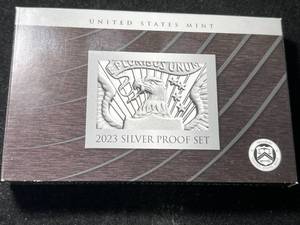 UNITED STATES MINT
PLURIBUS UNUM
2023 SILVER PROOF SET